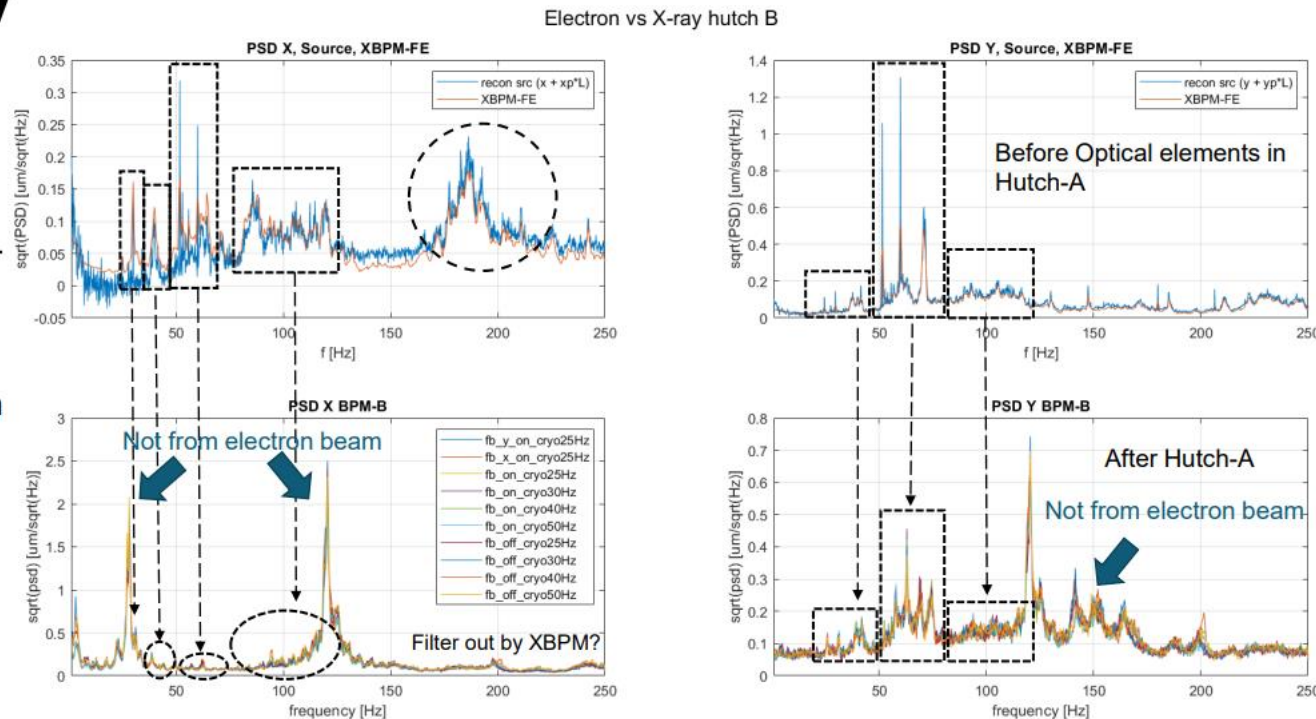 Electron vs X-ray hutch B
PSD X, Source, XBPM-FE
sqrt(PSD) [um/sqrt(Hz)]
0.35
0.3
0.25
0.2
0.15
0.1
0.05
0
-0.05
recon src (x + xp*L)
XBPM-FE
50
100
150
200
250
f [Hz]
PSD Y, Source, XBPM-FE
sqrt(PSD) [um/sqrt(Hz)]
1.4
1.2
1
0.8
0.6
0.4
0.2
0
recon src (y + yp*L)
XBPM-FE
Before Optical elements in
Hutch-A
50
100
150
200
250
f [Hz]
PSD X BPM-B
sqrt(psd) [um/sqrt(Hz)]
3
2.5
2
1.5
1
0.5
0
Not from electron beam
fb_y_on_cryo25Hz
fb_x_on_cryo25Hz
fb_on_cryo25Hz
fb_on_cryo30Hz
fb_on_cryo40Hz
fb_on_cryo50Hz
fb_off_cryo25Hz
fb_off_cryo30Hz
fb_off_cryo40Hz
fb_off_cryo50Hz
Filter out by XBPM?
50
100
150
200
250
frequency [Hz]
PSD Y BPM-B
sqrt(psd) [um/sqrt(Hz)]
0.8
0.7
0.6
0.5
0.4
0.3
0.2
0.1
0
After Hutch-A
Not from electron beam
50
100
150
200
250
frequency [Hz]